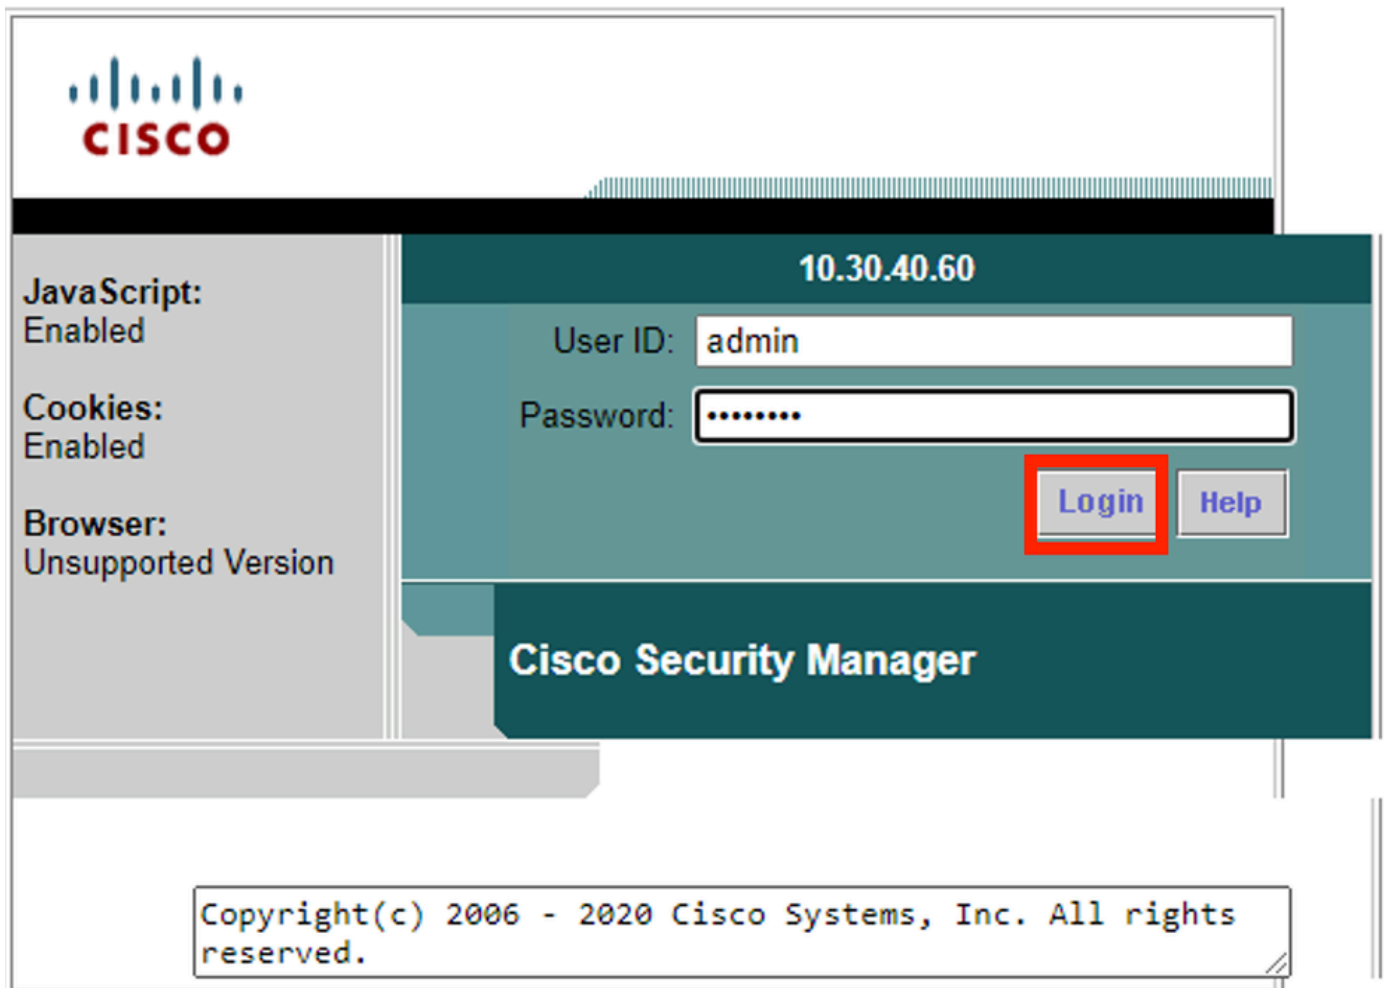 CISCO
10.30.40.60
JavaScript:
Enabled
Cookies:
Enabled
Browser:
Unsupported Version
User ID: admin
Password: ••••••••
Login Help
Cisco Security Manager
Copyright(c) 2006 - 2020 Cisco Systems, Inc. All rights
reserved.